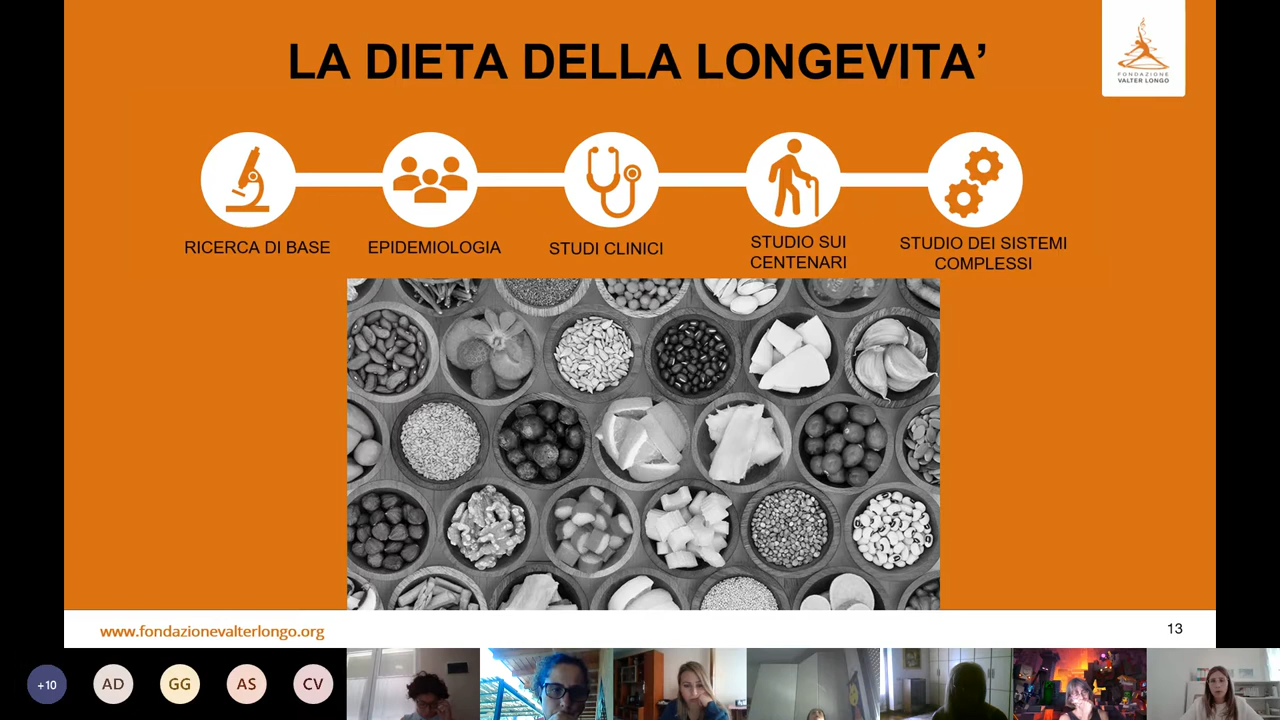 LA DIETA DELLA LONGEVITA’
FONDAZIONE
VALTER LONGO
RICERCA DI BASE
EPIDEMIOLOGIA
STUDI CLINICI
STUDIO SUI
CENTENARI
STUDIO DEI SISTEMI
COMPLESSI
www.fondazionevalterlongo.org
13
+10
AD
GG
AS
CV